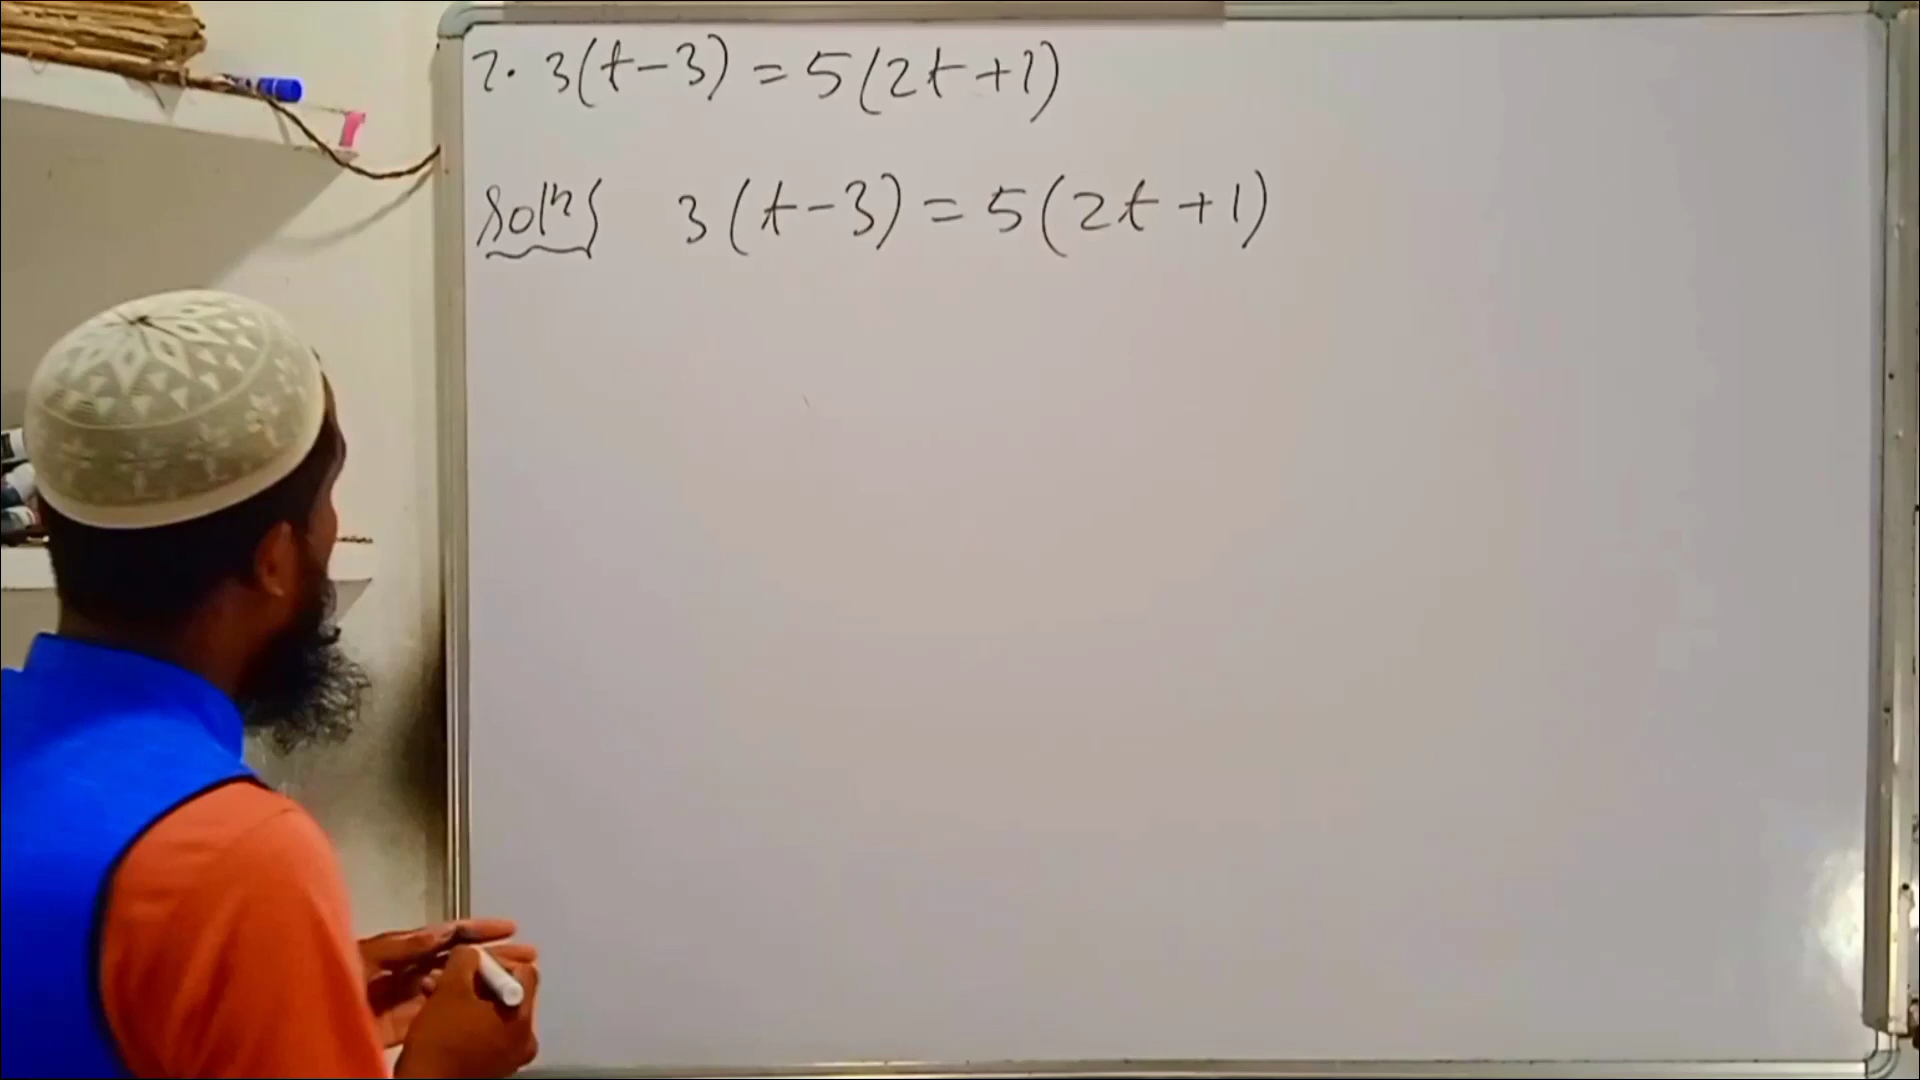 7. 3(t-3) = 5(2t+1)
Soln 3(t-3) = 5(2t+1)